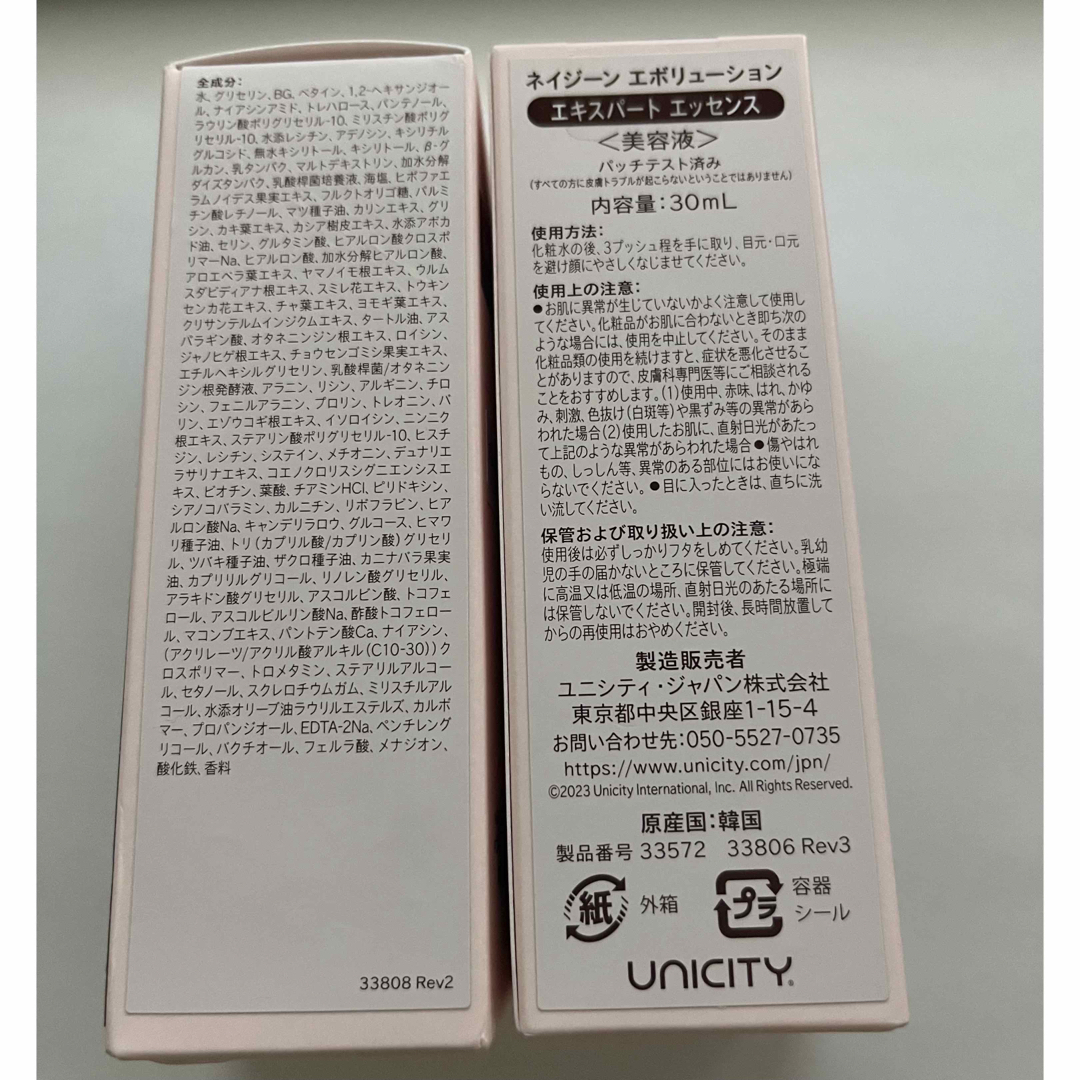 全成分:
水、グリセリン、BG、ベタイン、1,2-ヘキサンジオー
ル、ナイアシンアミド、トレハロース、パンテノール、
ラウリン酸ポリグリセリル-10、ミリスチン酸ポリグ
リセリル-10、水添レシチン、アデノシン、キシリチル
グルコシド、無水キシリトール、キシリトール、β-グ
ルカン、乳タンパク、マルトデキストリン、加水分解
ダイズタンパク、乳酸桿菌培養液、海塩、ヒポファエ
ラムノイデス果実エキス、フルクトオリゴ糖、パルミ
チン酸レチノール、マツ種子油、カリンエキス、グリ
シン、カキ葉エキス、カシア樹皮エキス、水添アボカ
ド油、セリン、グルタミン酸、ヒアルロン酸クロスポ
リマーNa、ヒアルロン酸、加水分解ヒアルロン酸、
アロエベラ葉エキス、ヤマノイモ根エキス、ウルム
スダビディアナ根エキス、スミレ花エキス、トウキン
センカ花エキス、チャ葉エキス、ヨモギ葉エキス、
クリサンテルムインジクムエキス、タートル油、アス
パラギン酸、オタネニンジン根エキス、ロイシン、
ジャノヒゲ根エキス、チョウセンゴミシ果実エキス、
エチルヘキシルグリセリン、乳酸桿菌/オタネニン
ジン根発酵液、アラニン、リシン、アルギニン、チロ
シン、フェニルアラニン、プロリン、トレオニン、バ
リン、エゾウコギ根エキス、イソロイシン、ニンニク
根エキス、ステアリン酸ポリグリセリル-10、ヒスチ
ジン、レシチン、システイン、メチオニン、デュナリエ
ラサリナエキス、コエノクロリスシグニエンシスエ
キス、ビオチン、葉酸、チアミンHCl、ピリドキシン、
シアノコバラミン、カルニチン、リボフラビン、ヒア
ルロン酸Na、キャンデリラロウ、グルコース、ヒマワ
リ種子油、トリ(カプリル酸/カプリン酸)グリセリ
ル、ツバキ種子油、ザクロ種子油、カニナバラ果実
油、カプリリルグリコール、リノレン酸グリセリル、
アラキドン酸グリセリル、アスコルビン酸、トコフェ
ロール、アスコルビルリン酸Na、酢酸トコフェロー
ル、マコンブエキス、パントテン酸Ca、ナイアシン、
(アクリレーツ/アクリル酸アルキル(C10-30))ク
ロスポリマー、トロメタミン、ステアリルアルコー
ル、セタノール、スクレロチウムガム、ミリスチルアル
コール、水添オリーブ油ラウリルエステルズ、カルボ
マー、プロパンジオール、EDTA-2Na、ペンチレング
リコール、バクチオール、フェルラ酸、メナジオン、
酸化鉄、香料
33808 Rev2
ネイジーン エボリューション
エキスパート エッセンス
<美容液>
パッチテスト済み
(すべての方に皮膚トラブルが起こらないということではありません)
内容量:30mL
使用方法:
化粧水の後、3プッシュ程を手に取り、目元・口元
を避け顔にやさしくなじませてください。
使用上の注意:
●お肌に異常が生じていないかよく注意して使用し
てください。化粧品がお肌に合わないとき即ち次の
ような場合には、使用を中止してください。そのまま
化粧品類の使用を続けますと、症状を悪化させるこ
とがありますので、皮膚科専門医等にご相談される
ことをおすすめします。(1)使用中、赤味、はれ、かゆ
み、刺激、色抜け(白斑等)や黒ずみ等の異常があら
われた場合(2)使用したお肌に、直射日光があたっ
て上記のような異常があらわれた場合●傷やはれ
もの、しっしん等、異常のある部位にはお使いにな
らないでください。●目に入ったときは、直ちに洗
い流してください。
保管および取り扱い上の注意:
使用後は必ずしっかりフタをしめてください。乳幼
児の手の届かないところに保管してください。極端
に高温又は低温の場所、直射日光のあたる場所に
は保管しないでください。開封後、長時間放置して
からの再使用はおやめください。
製造販売者
ユニシティ・ジャパン株式会社
東京都中央区銀座1-15-4
お問い合わせ先:050-5527-0735
https://www.unicity.com/jpn/
©2023 Unicity International, Inc. All Rights Reserved.
原産国:韓国
製品番号 33572 33806 Rev3
紙 外箱 プラ 容器
シール
UNICITY.